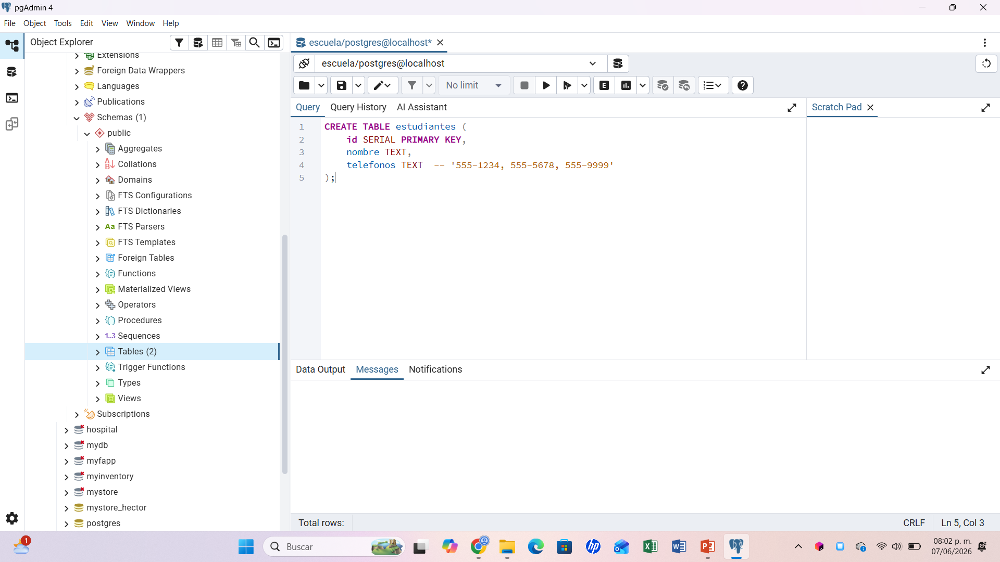 pgAdmin 4
File Object Tools Edit View Window Help
Object Explorer
Extensions
Foreign Data Wrappers
Languages
Publications
Schemas (1)
public
Aggregates
Collations
Domains
FTS Configurations
FTS Dictionaries
Aa FTS Parsers
FTS Templates
Foreign Tables
Functions
Materialized Views
Operators
Procedures
1..3 Sequences
Tables (2)
Trigger Functions
Types
Views
Subscriptions
hospital
mydb
myfapp
myinventory
mystore
mystore_hector
postgres
escuela/postgres@localhost*
escuela/postgres@localhost
No limit
E
Query Query History AI Assistant
Scratch Pad
1 CREATE TABLE estudiantes (
2 id SERIAL PRIMARY KEY,
3 nombre TEXT,
4 telefonos TEXT -- '555-1234, 555-5678, 555-9999'
5 );
Data Output Messages Notifications
Total rows:
CRLF
Ln 5, Col 3
1
Buscar
08:02 p. m.
07/06/2026